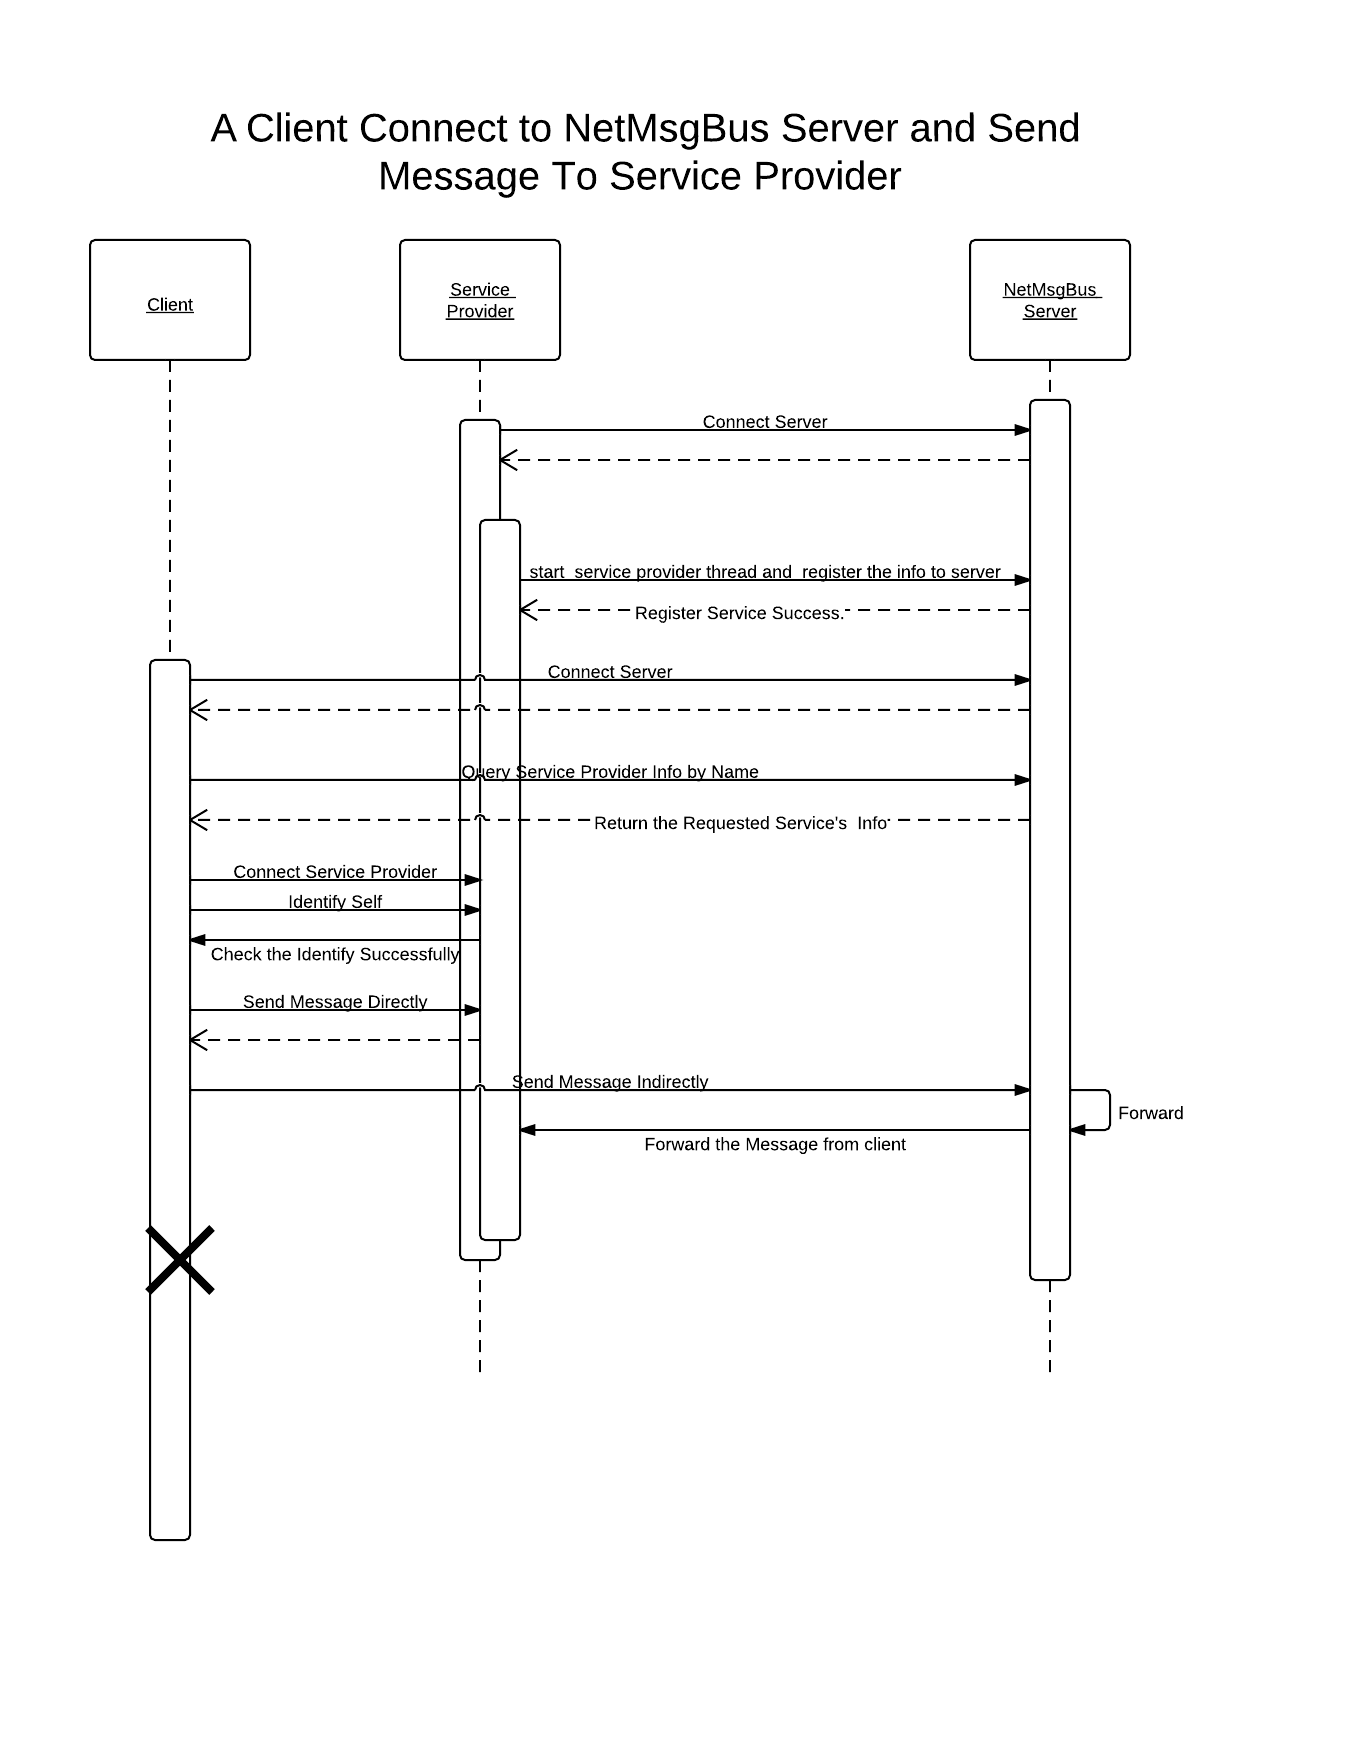 A Client Connect to NetMsgBus Server and Send
Message To Service Provider
Client
Service
Provider
NetMsgBus
Server
Connect Server
start  service provider thread and  register the info to server
Register Service Success.
Connect Server
Query Service Provider Info by Name
Return the Requested Service's  Info
Connect Service Provider
Identify Self
Check the Identify Successfully
Send Message Directly
Send Message Indirectly
Forward
Forward the Message from client